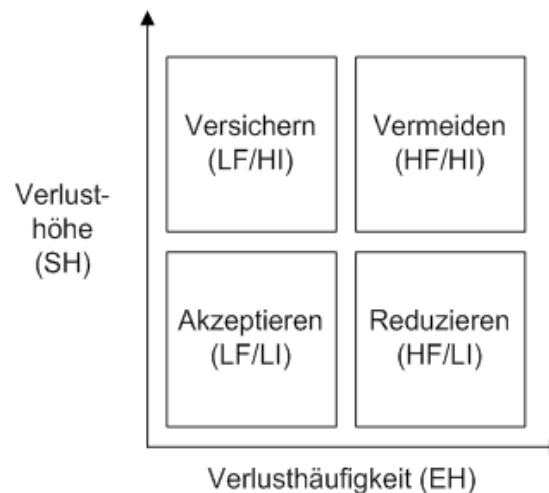 Versichern
(LF/HI)
Vermeiden
(HF/HI)
Verlust-
höhe
(SH)
Akzeptieren
(LF/LI)
Reduzieren
(HF/LI)
Verlusthäufigkeit (EH)